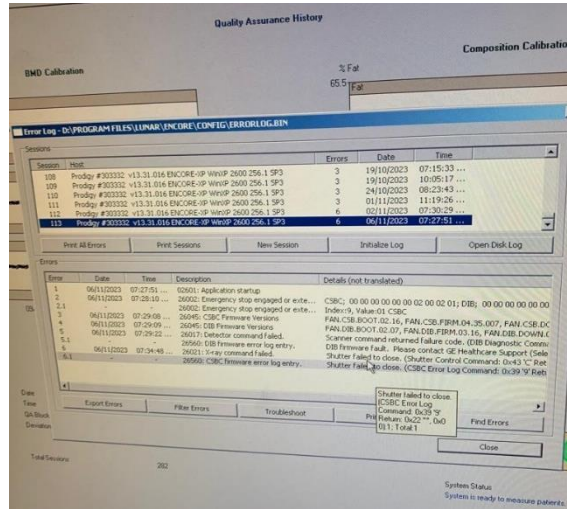 Quality Assurance History
BMD Calibration
Composition Calibratio
% Fat
65.5
Fat
Error Log - D:\PROGRAM FILES\LUNAR\ENCORE\CONFIG\ERRORLOG.BIN
Sessions
Session Host Errors Date Time
108 Prodigy #303332 v13.31.016 ENCORE-XP WinXP 2600 256.1 SP3 3 19/10/2023 07:15:33 ...
109 Prodigy #303332 v13.31.016 ENCORE-XP WinXP 2600 256.1 SP3 3 19/10/2023 10:05:17 ...
110 Prodigy #303332 v13.31.016 ENCORE-XP WinXP 2600 256.1 SP3 3 24/10/2023 08:23:43 ...
111 Prodigy #303332 v13.31.016 ENCORE-XP WinXP 2600 256.1 SP3 3 01/11/2023 11:19:26 ...
112 Prodigy #303332 v13.31.016 ENCORE-XP WinXP 2600 256.1 SP3 6 02/11/2023 07:30:29 ...
113 Prodigy #303332 v13.31.016 ENCORE-XP WinXP 2600 256.1 SP3 6 06/11/2023 07:27:51 ...
Print All Errors Print Sessions New Session Initialize Log Open Disk Log
Errors
Error Date Time Description Details (not translated)
1 06/11/2023 07:27:51 ... 02601: Application startup
2 06/11/2023 07:28:10 ... 26002: Emergency stop engaged or exte... CSBC; 00 00 00 00 00 02 00 02 01; DIB; 00 00 00 00 00 00
2.1 - - 26002: Emergency stop engaged or exte... Index:9, Value:01 CSBC
3 06/11/2023 07:29:08 ... 26045: CSBC Firmware Versions FAN.CSB.BOOT.02.16, FAN.CSB.FIRM.04.35.007, FAN.CSB.DC
4 06/11/2023 07:29:09 ... 26045: DIB Firmware Versions FAN.DIB.BOOT.02.07, FAN.DIB.FIRM.03.16, FAN.DIB.DOWN.0
5 06/11/2023 07:29:22 ... 26017: Detector command failed. Scanner command returned failure code. (DIB Diagnostic Comm
5.1 - - 26560: DIB firmware error log entry. DIB firmware fault. Please contact GE Healthcare Support (Sele
6 06/11/2023 07:34:46 ... 26021: X-ray command failed. Shutter failed to close. (Shutter Control Command: 0x43 'C' Ret
6.1 - - 26560: CSBC firmware error log entry. Shutter failed to close. (CSBC Error Log Command: 0x39 '9' Ret
Shutter failed to close.
(CSBC Error Log
Command: 0x39 '9'
Return: 0x22 '"', 0x0
0):1; Total:1
Export Errors Filter Errors Troubleshoot Pri Find Errors
Close
Date
Time
QA Block
Deviation
Total Sessions
282
System Status
System is ready to measure patients